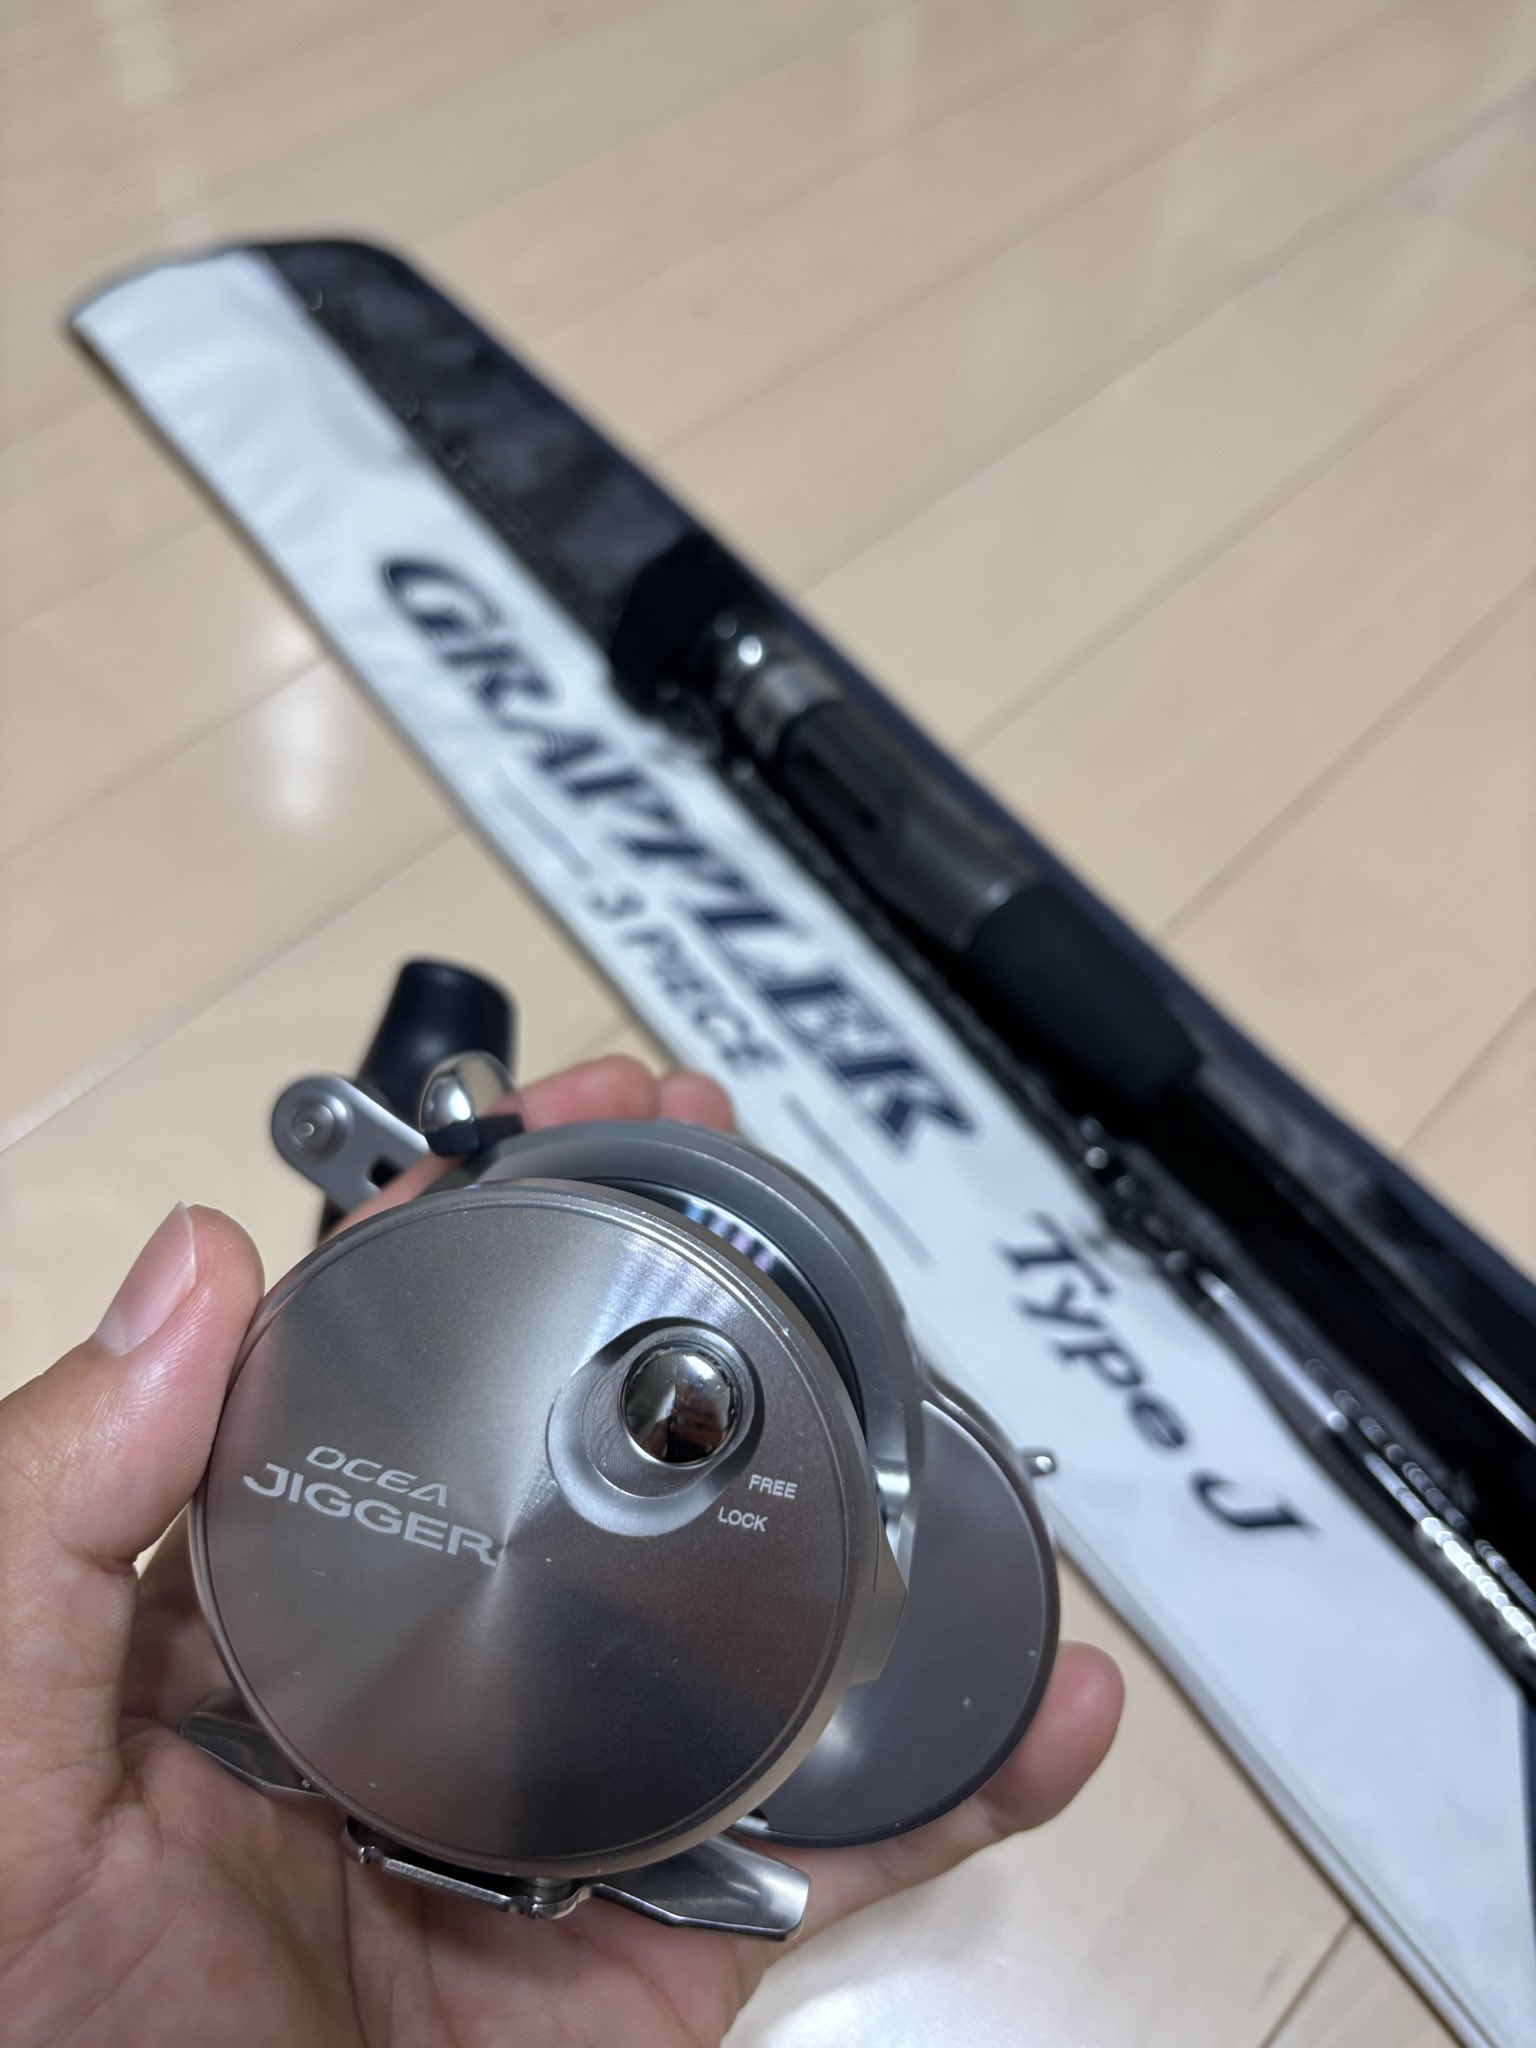 GRAPPLER
3 PIECE
Type J
OCEA
JIGGER
FREE
LOCK